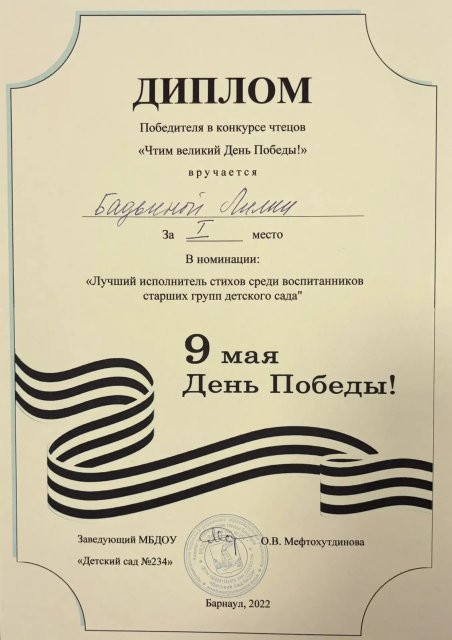 ДИПЛОМ
Победителя в конкурсе чтецов
«Чтим великий День Победы!»
вручается
Бадьиной Лилии
За I место
В номинации:
«Лучший исполнитель стихов среди воспитанников
старших групп детского сада"
9 мая
День Победы!
Заведующий МБДОУ О.В. Мефтохутдинова
«Детский сад №234»
Барнаул, 2022